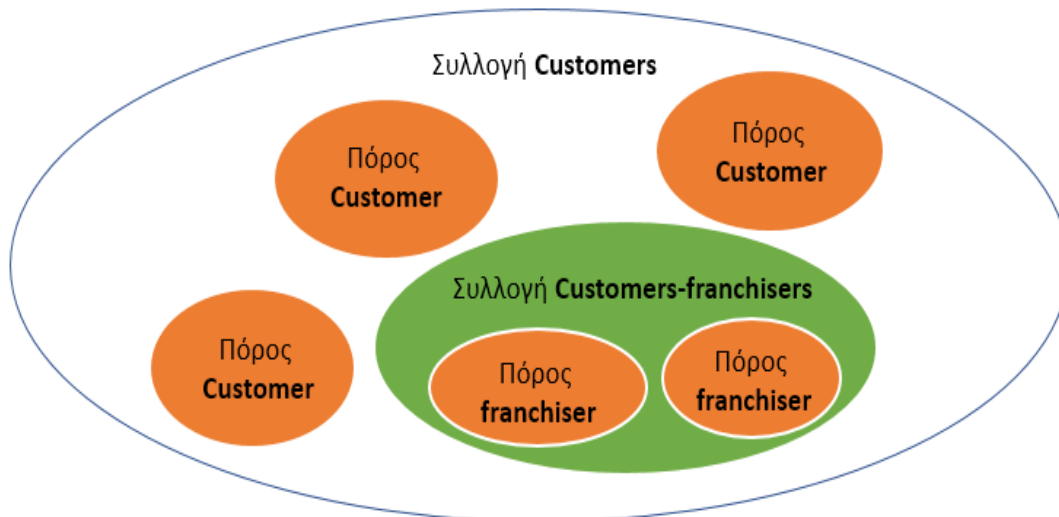 Συλλογή Customers
Πόρος
Customer
Πόρος
Customer
Συλλογή Customers-franchisers
Πόρος
Customer
Πόρος
franchiser
Πόρος
franchiser